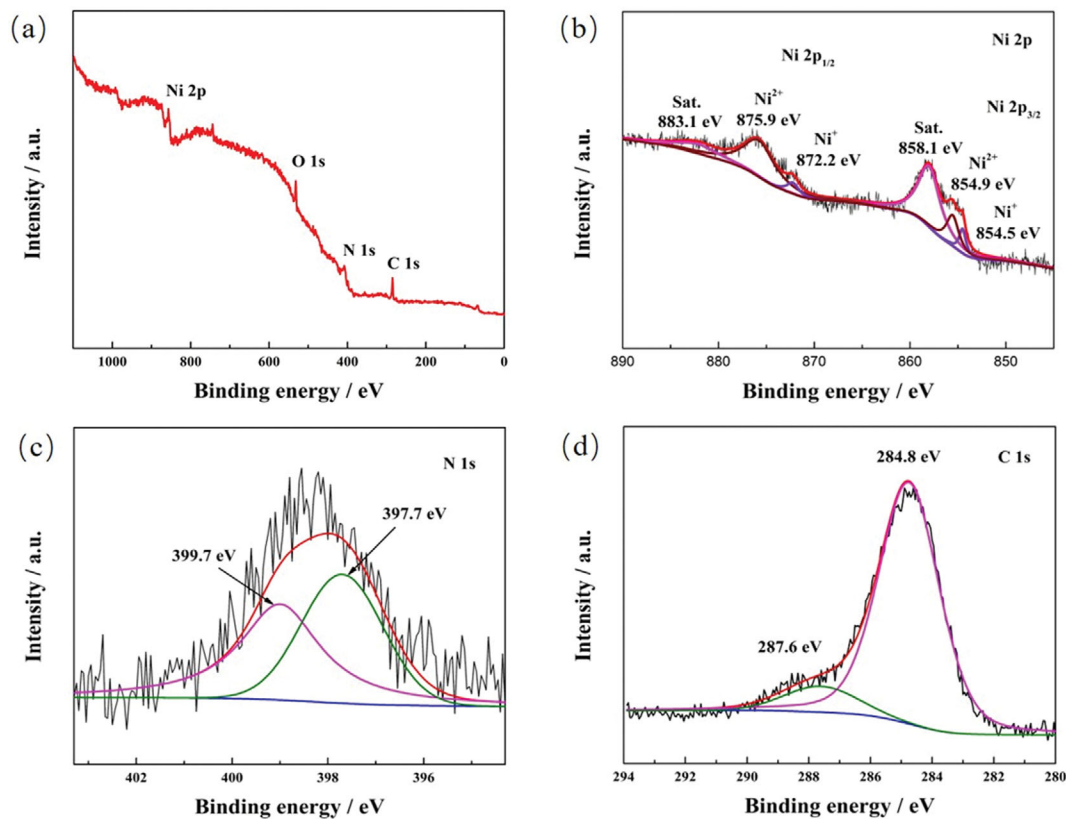 (a)
Ni 2p
O 1s
N 1s
C 1s
Intensity / a.u.
1000 800 600 400 200 0
Binding energy / eV
(b)
Ni 2p
Ni 2p1/2
Ni 2p3/2
Sat.
883.1 eV
Ni2+
875.9 eV
Ni+
872.2 eV
Sat.
858.1 eV
Ni2+
854.9 eV
Ni+
854.5 eV
Intensity / a.u.
890 880 870 860 850
Binding energy / eV
(c)
N 1s
397.7 eV
399.7 eV
Intensity / a.u.
402 400 398 396
Binding energy / eV
(d)
284.8 eV
C 1s
287.6 eV
Intensity / a.u.
294 292 290 288 286 284 282 280
Binding energy / eV